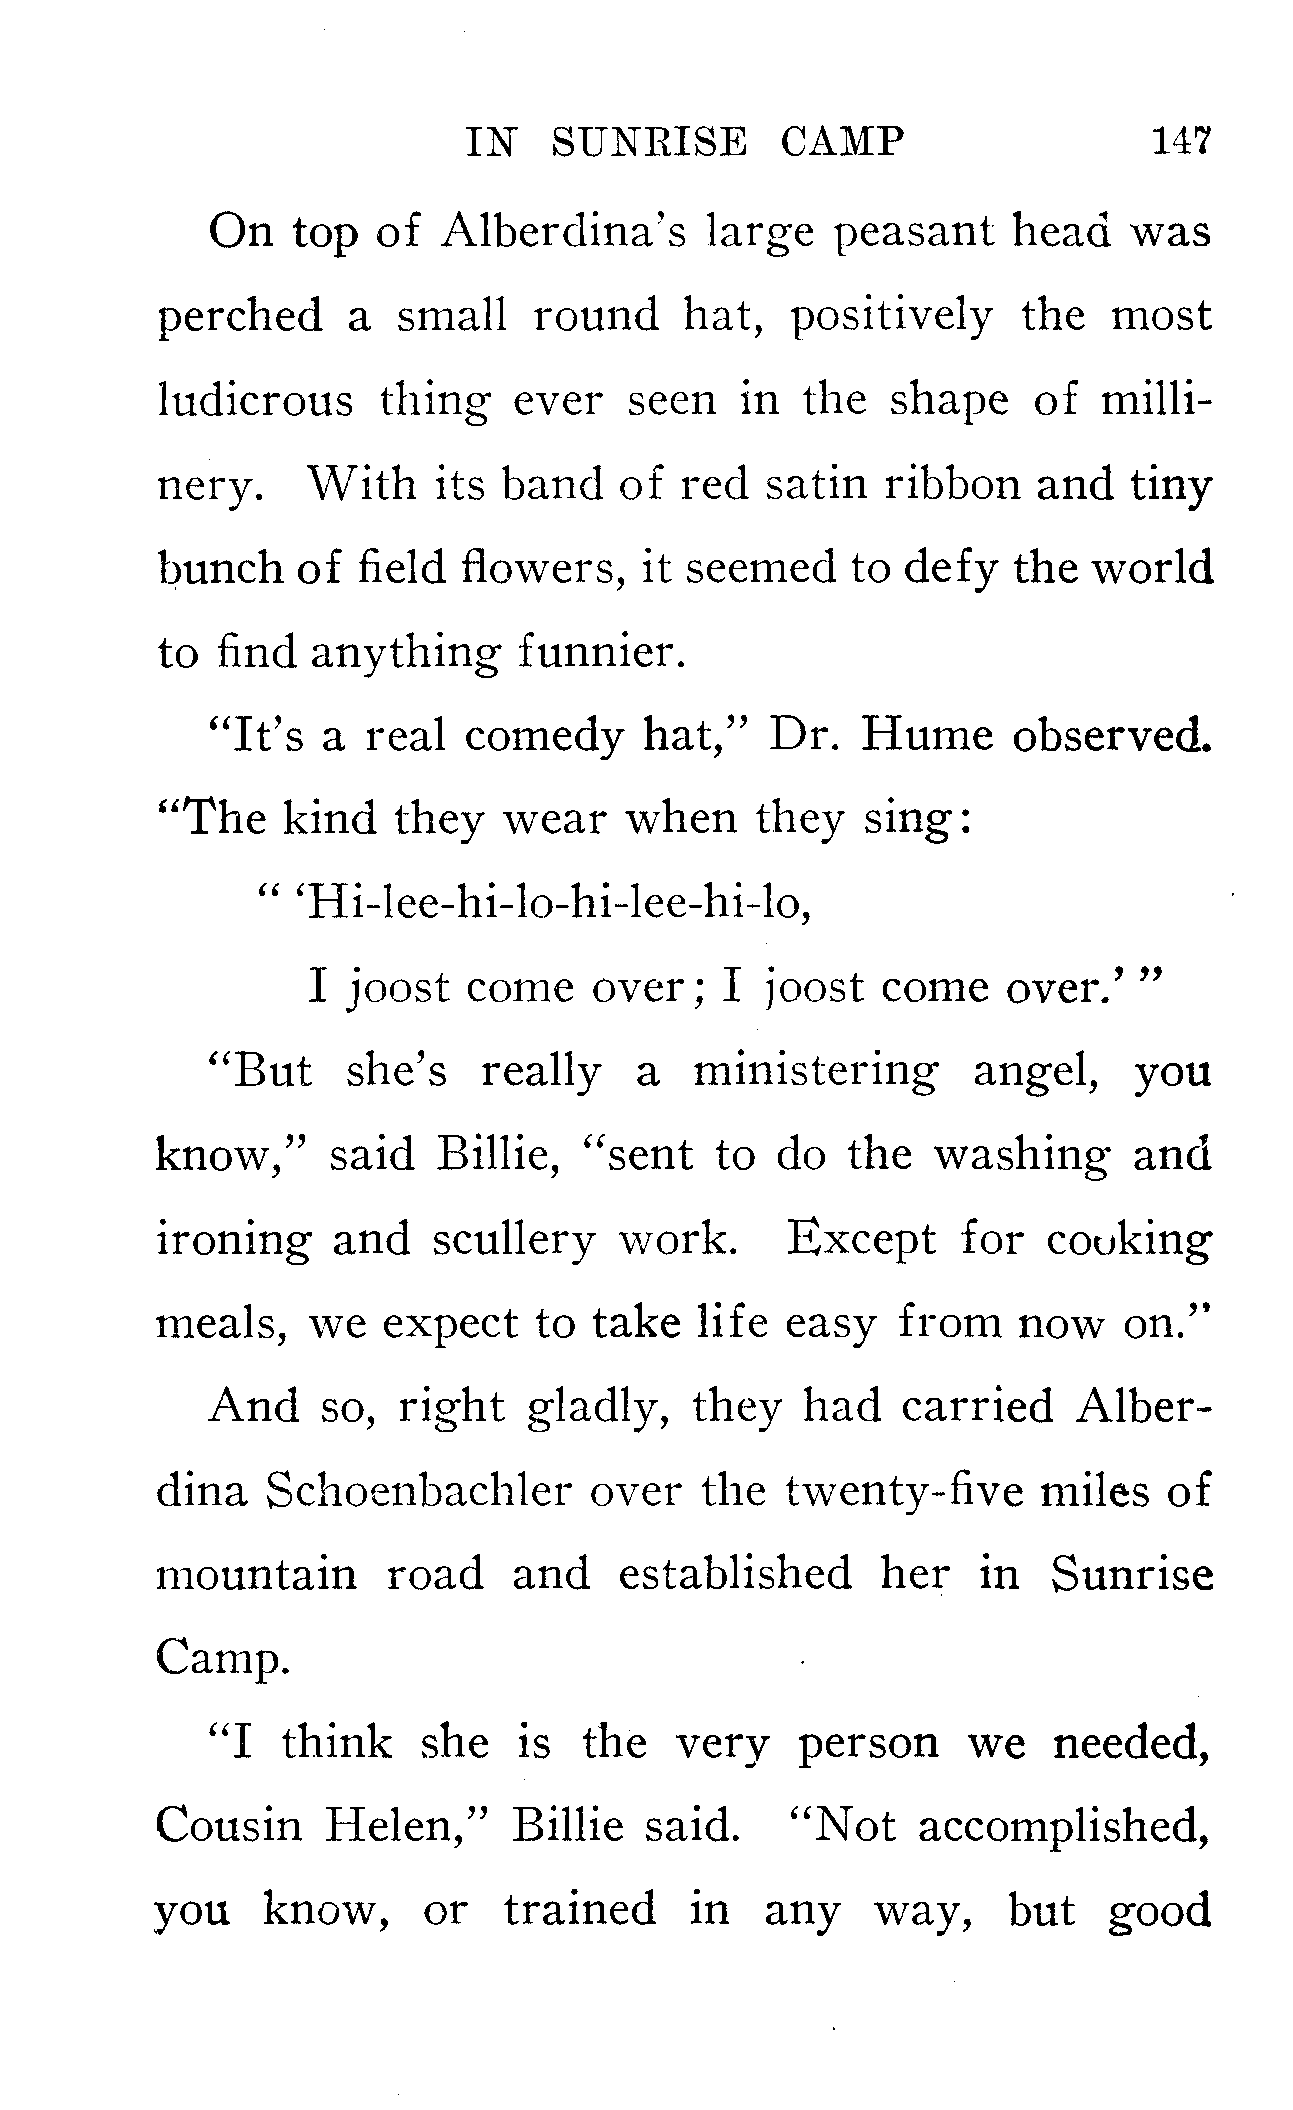 IN SUNRISE CAMP 147
On top of Alberdina's large peasant head was
perched a small round hat, positively the most
ludicrous thing ever seen in the shape of milli-
nery. With its band of red satin ribbon and tiny
bunch of field flowers, it seemed to defy the world
to find anything funnier.
“It's a real comedy hat,” Dr. Hume observed.
“The kind they wear when they sing:
“ ‘Hi-lee-hi-lo-hi-lee-hi-lo,
I joost come over; I joost come over.’ ”
“But she's really a ministering angel, you
know,” said Billie, “sent to do the washing and
ironing and scullery work. Except for cooking
meals, we expect to take life easy from now on.”
And so, right gladly, they had carried Alber-
dina Schoenbachler over the twenty-five miles of
mountain road and established her in Sunrise
Camp.
“I think she is the very person we needed,
Cousin Helen,” Billie said. “Not accomplished,
you know, or trained in any way, but good